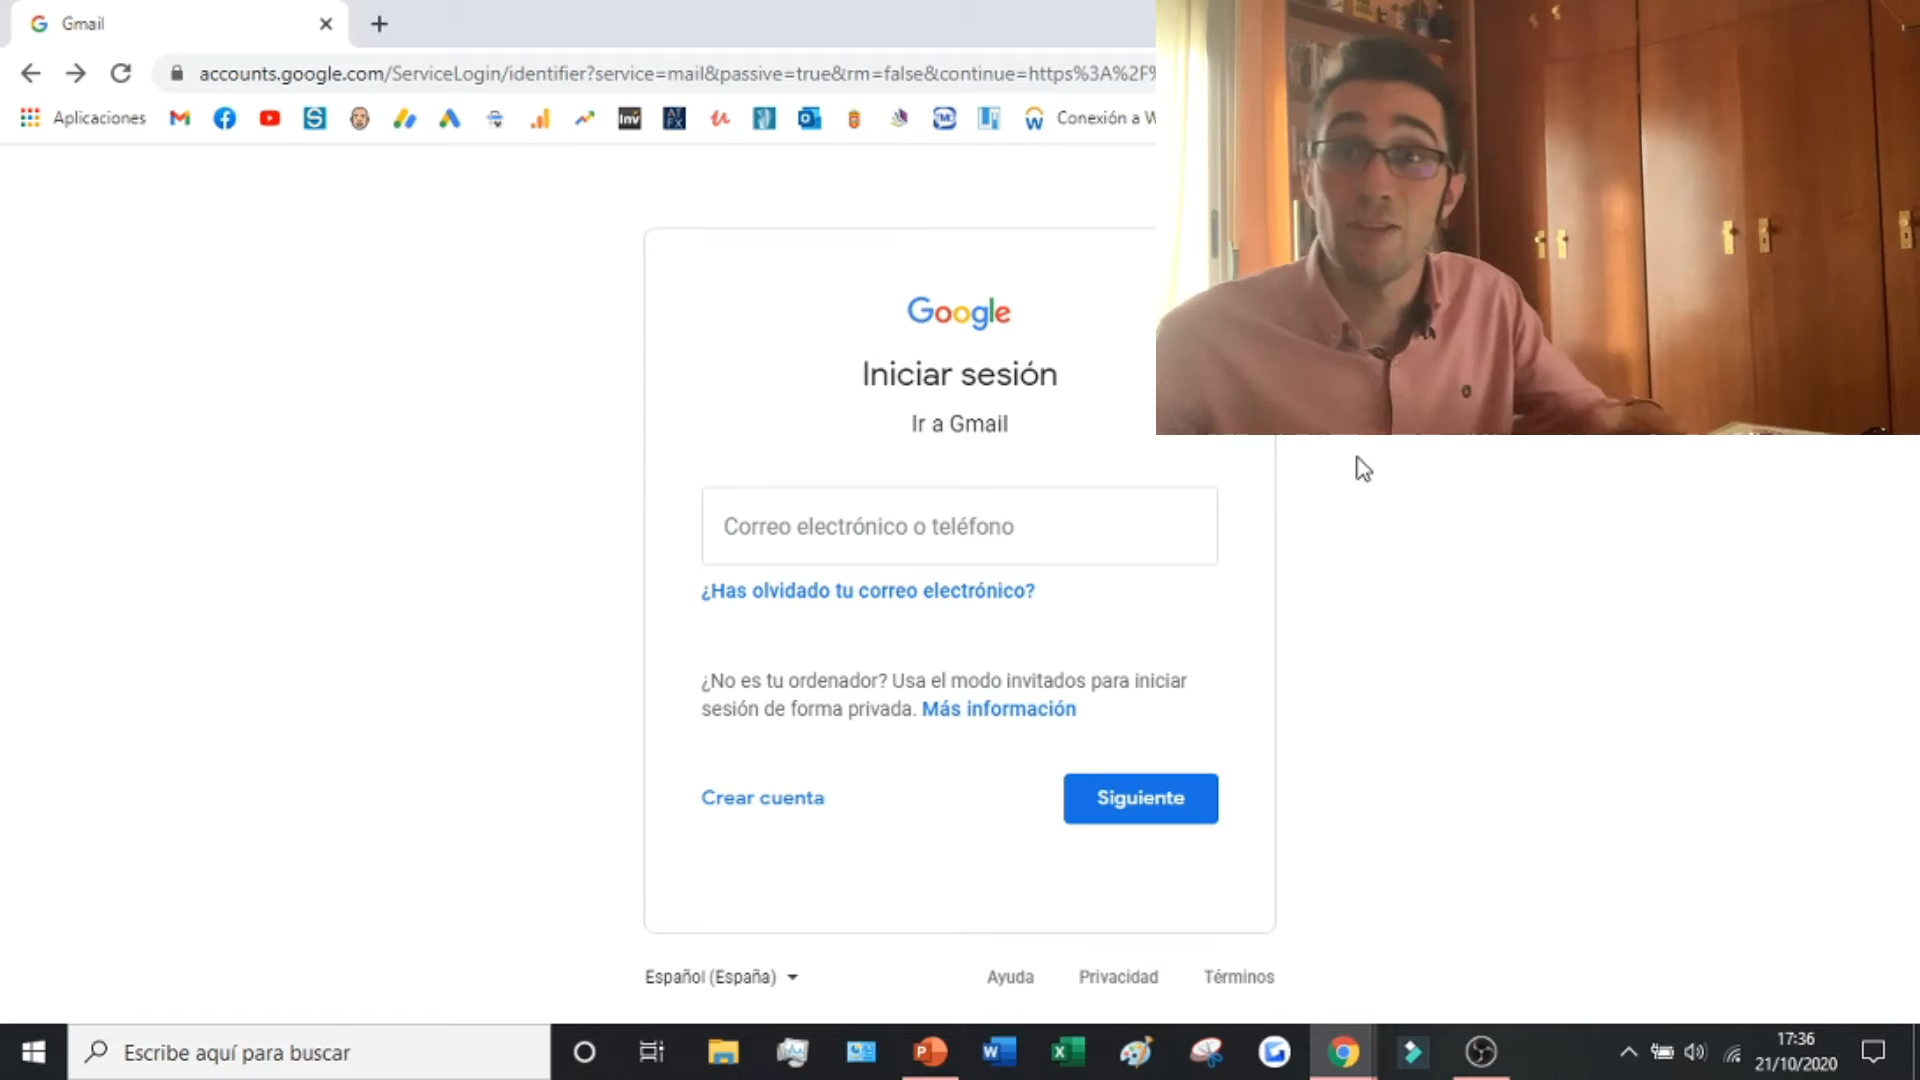 Gmail
accounts.google.com/ServiceLogin/identifier?service=mail&passive=true&rm=false&continue=https%3A%2F%
Aplicaciones
Inv
Conexión a W
Google
Iniciar sesión
Ir a Gmail
Correo electrónico o teléfono
¿Has olvidado tu correo electrónico?
¿No es tu ordenador? Usa el modo invitados para iniciar
sesión de forma privada. Más información
Crear cuenta
Siguiente
Español (España)
Ayuda
Privacidad
Términos
Escribe aquí para buscar
17:36
21/10/2020